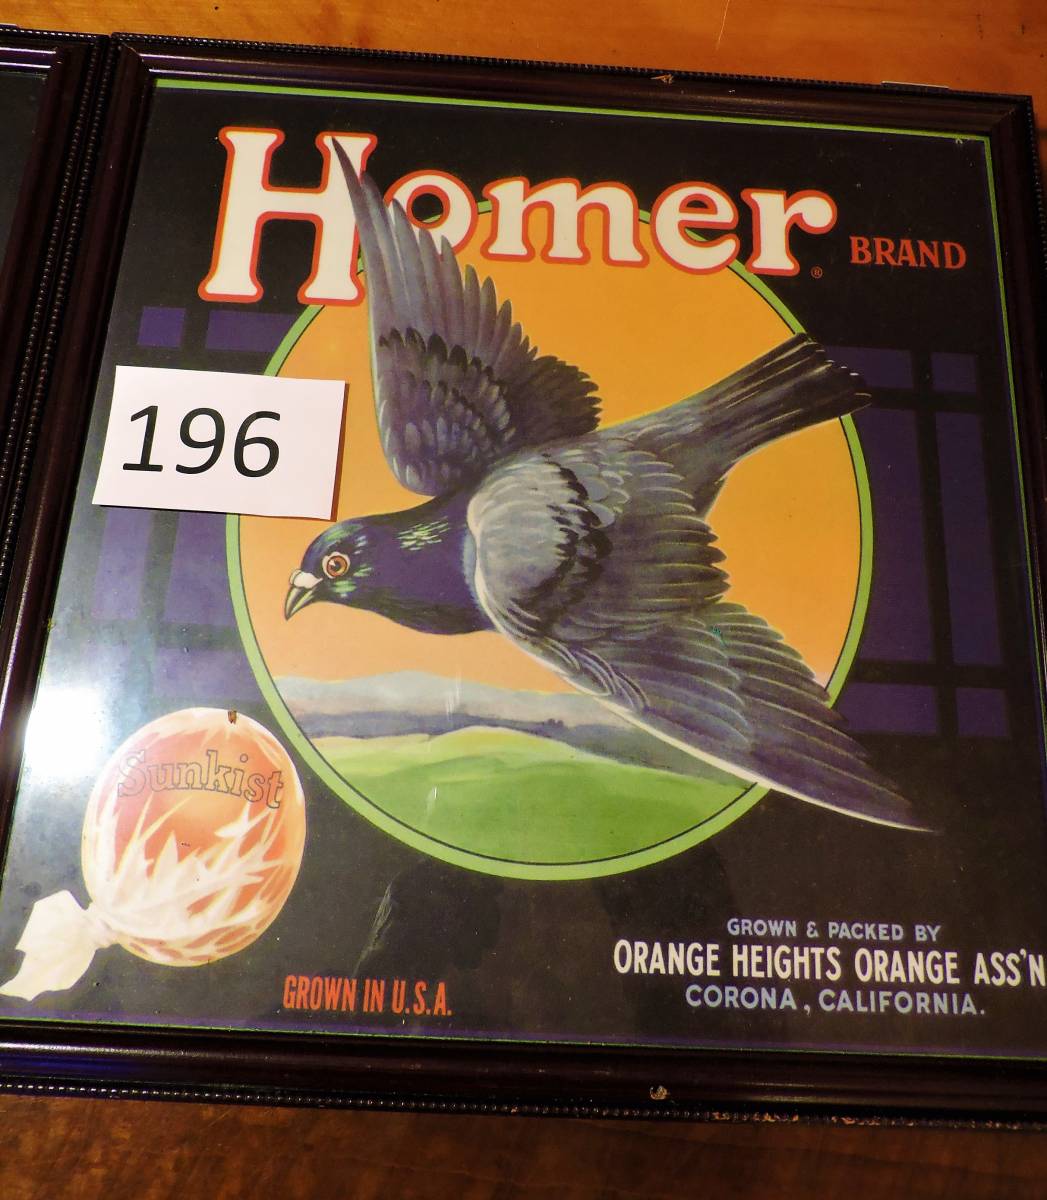 Homer BRAND
®
196
Sunkist
GROWN IN U.S.A.
GROWN & PACKED BY
ORANGE HEIGHTS ORANGE ASS'N
CORONA, CALIFORNIA.